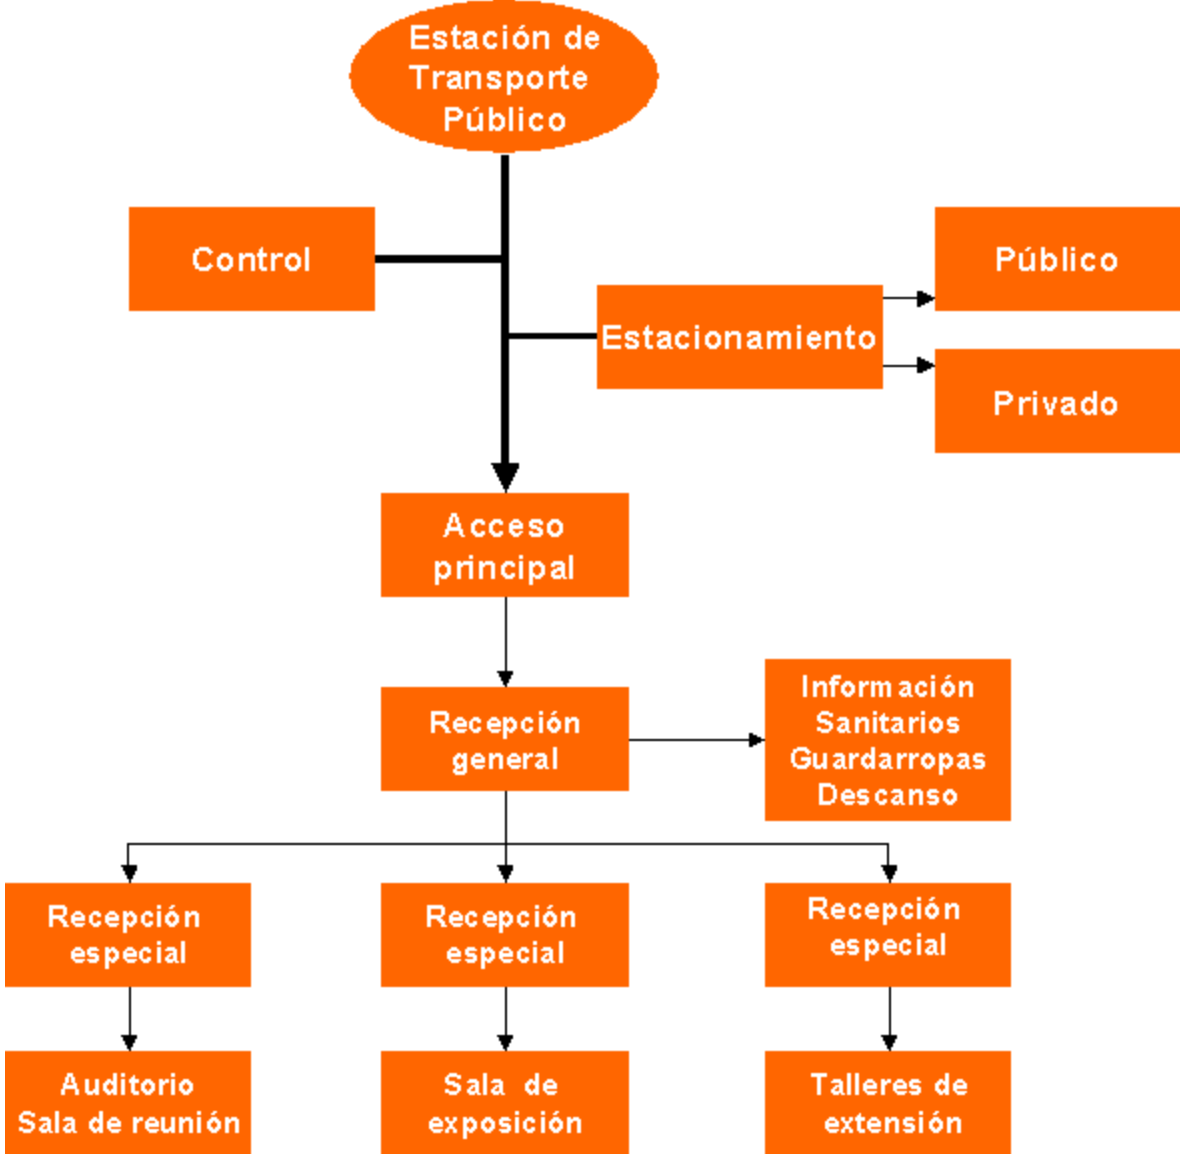 Estación de
Transporte
Público
Control
Público
Estacionamiento
Privado
Acceso
principal
Recepción
general
Información
Sanitarios
Guardarropas
Descanso
Recepción
especial
Recepción
especial
Recepción
especial
Auditorio
Sala de reunión
Sala de
exposición
Talleres de
extensión